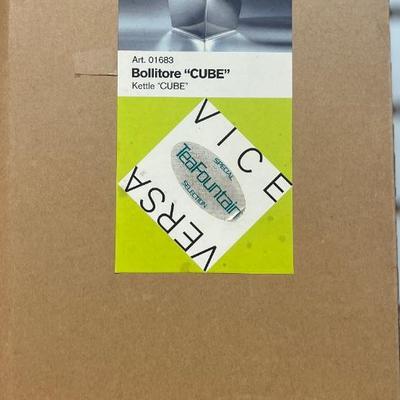 Art. 01683
Bollitore “CUBE”
Kettle “CUBE”
VICE
VERSA
SPECIAL
TeaFountain
SELECTION